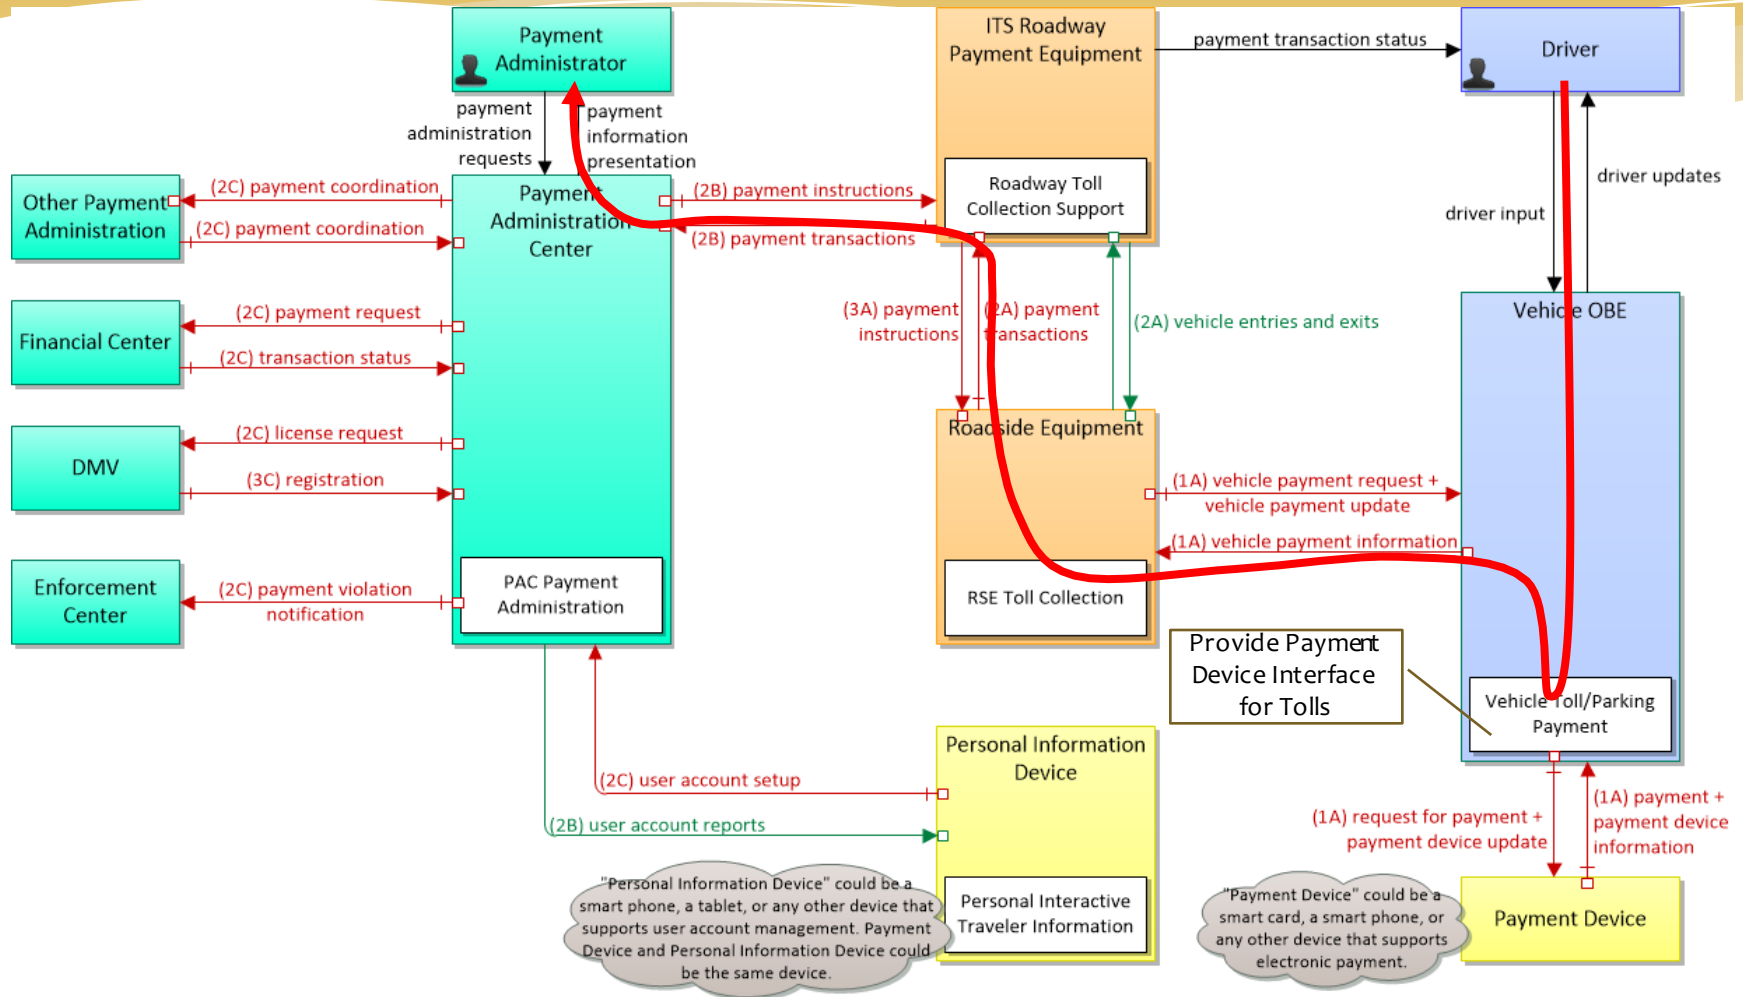 Payment
Administrator
ITS Roadway
Payment Equipment
payment transaction status
Driver
payment
administration
requests
payment
information
presentation
Roadway Toll
Collection Support
driver updates
driver input
Other Payment
Administration
(2C) payment coordination
(2C) payment coordination
Payment
Administration
Center
(2B) payment instructions
(2B) payment transactions
(3A) payment
instructions
(2A) payment
transactions
(2A) vehicle entries and exits
Vehicle OBE
Financial Center
(2C) payment request
(2C) transaction status
DMV
(2C) license request
(3C) registration
Roadside Equipment
(1A) vehicle payment request +
vehicle payment update
(1A) vehicle payment information
Enforcement
Center
(2C) payment violation
notification
PAC Payment
Administration
RSE Toll Collection
Provide Payment
Device Interface
for Tolls
Vehicle Toll/Parking
Payment
Personal Information
Device
(2C) user account setup
(2B) user account reports
(1A) request for payment +
payment device update
(1A) payment +
payment device
information
"Personal Information Device" could be a
smart phone, a tablet, or any other device that
supports user account management. Payment
Device and Personal Information Device could
be the same device.
Personal Interactive
Traveler Information
"Payment Device" could be a
smart card, a smart phone, or
any other device that supports
electronic payment.
Payment Device